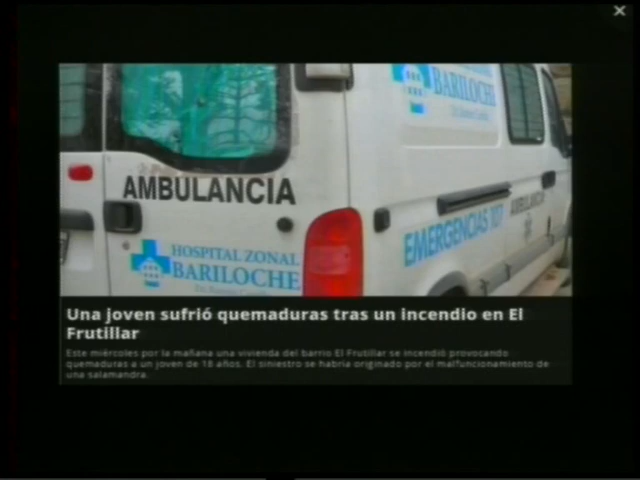 BARILOCHE
AMBULANCIA
HOSPITAL ZONAL
BARILOCHE
EMERGENCIAS 107
AMBULANCIA
Una joven sufrió quemaduras tras un incendio en El
Frutillar
Este miércoles por la mañana una vivienda del barrio El Frutillar se incendió provocando
quemaduras a un joven de 18 años. El siniestro se habría originado por el malfuncionamiento de
una salamandra.